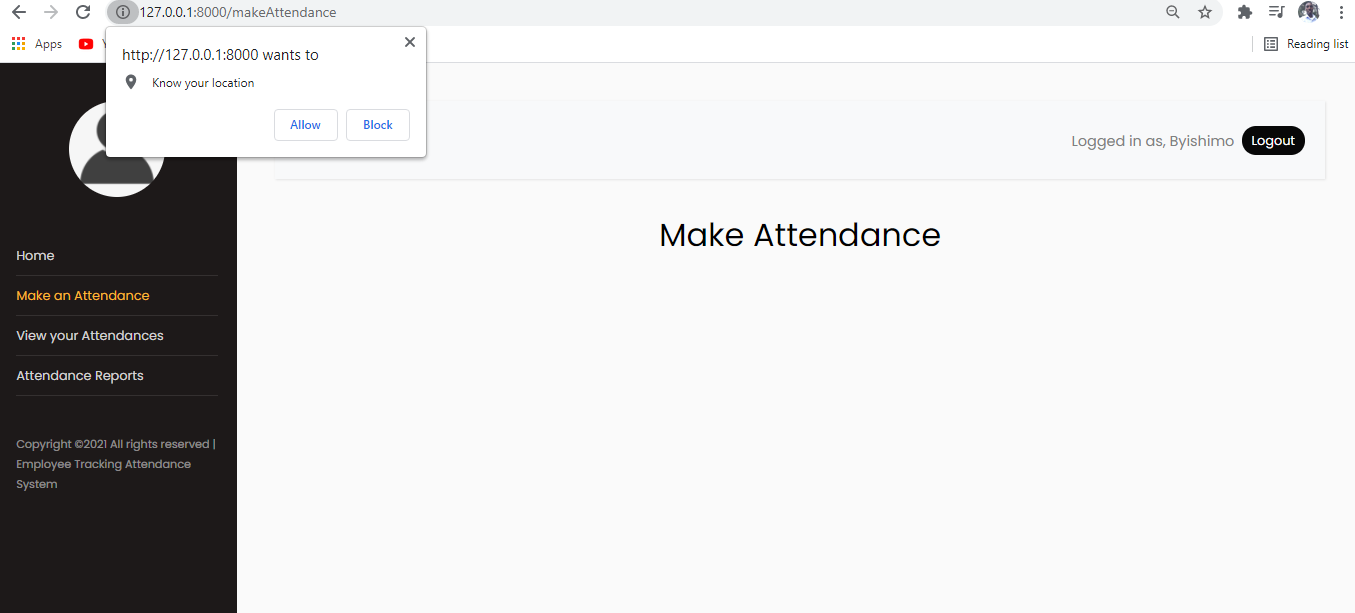 127.0.0.1:8000/makeAttendance
Apps
Reading list
http://127.0.0.1:8000 wants to
Know your location
Allow Block
Logged in as, Byishimo Logout
Make Attendance
Home
Make an Attendance
View your Attendances
Attendance Reports
Copyright ©2021 All rights reserved |
Employee Tracking Attendance
System